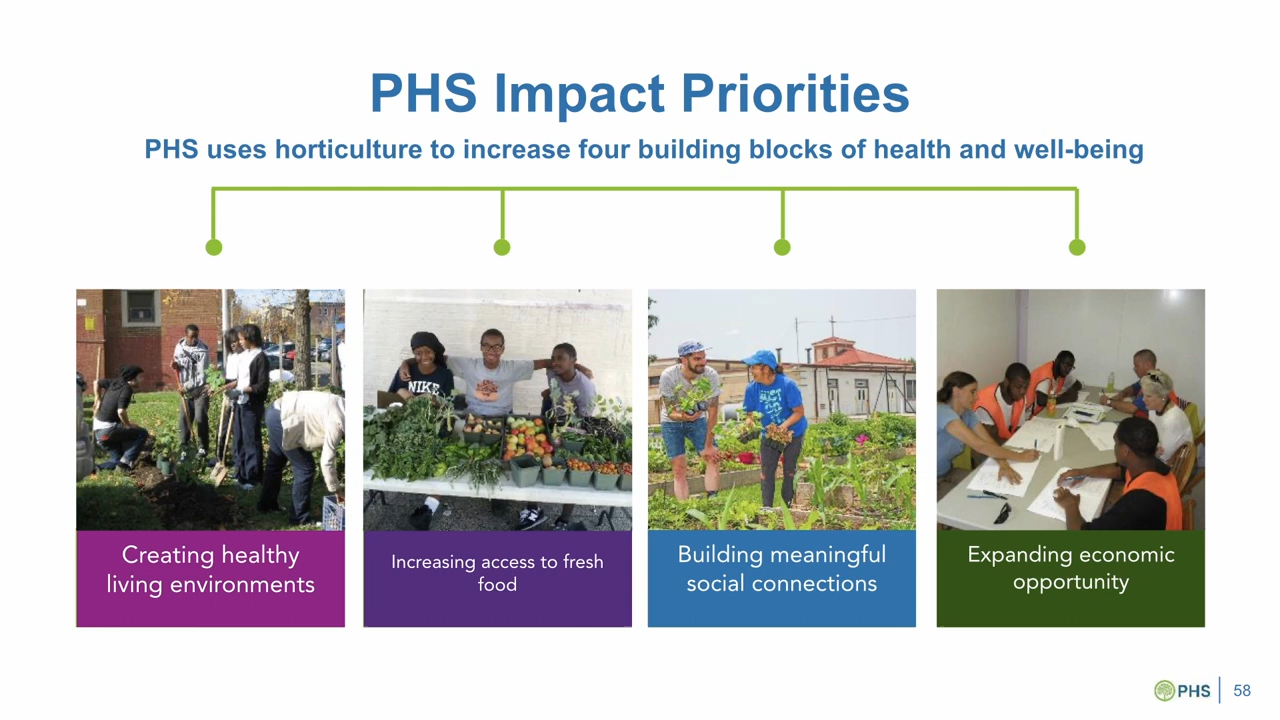 PHS Impact Priorities
PHS uses horticulture to increase four building blocks of health and well-being
NIKE
Creating healthy
living environments
Increasing access to fresh
food
Building meaningful
social connections
Expanding economic
opportunity
PHS
58